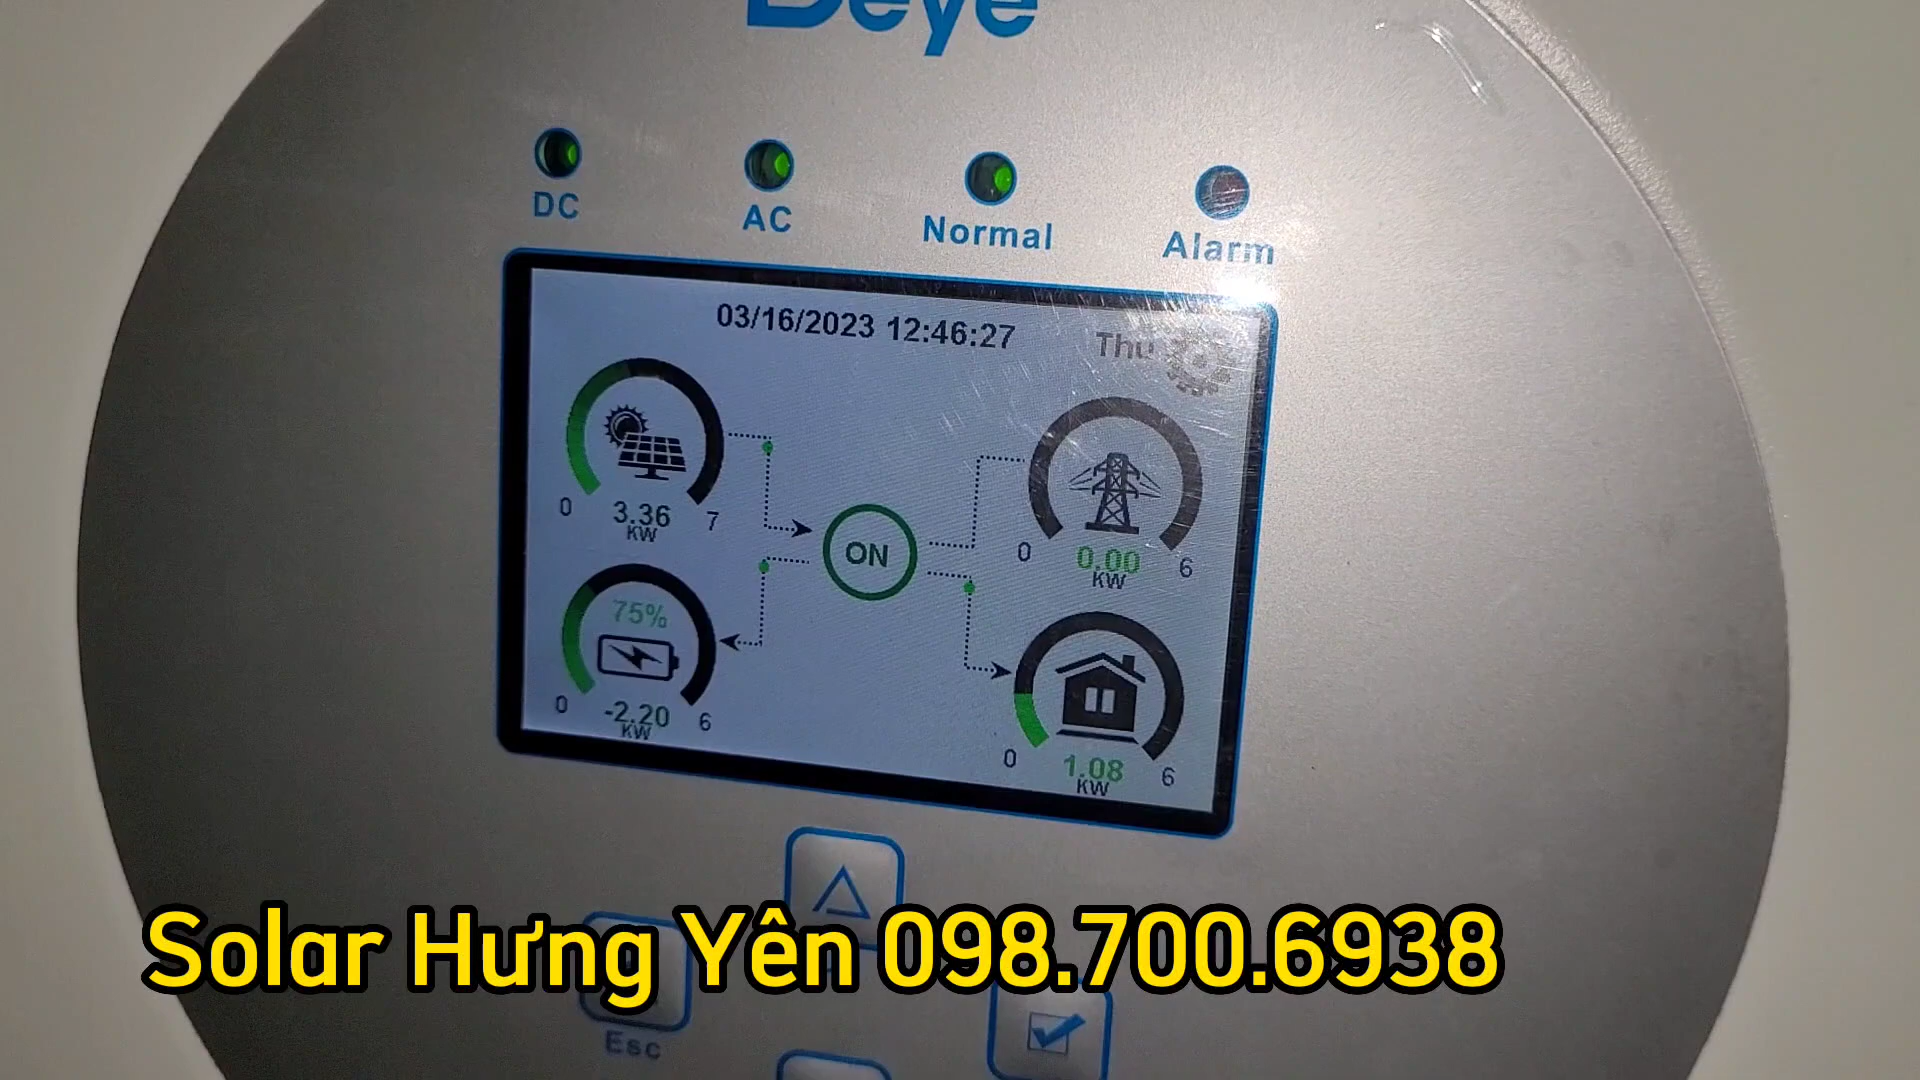 Deye
DC
AC
Normal
Alarm
03/16/2023 12:46:27
Thu
0
3.36
7
KW
0
0.00
6
KW
ON
75%
0
-2.20
6
KW
0
1.08
6
KW
Solar Hưng Yên 098.700.6938
Esc